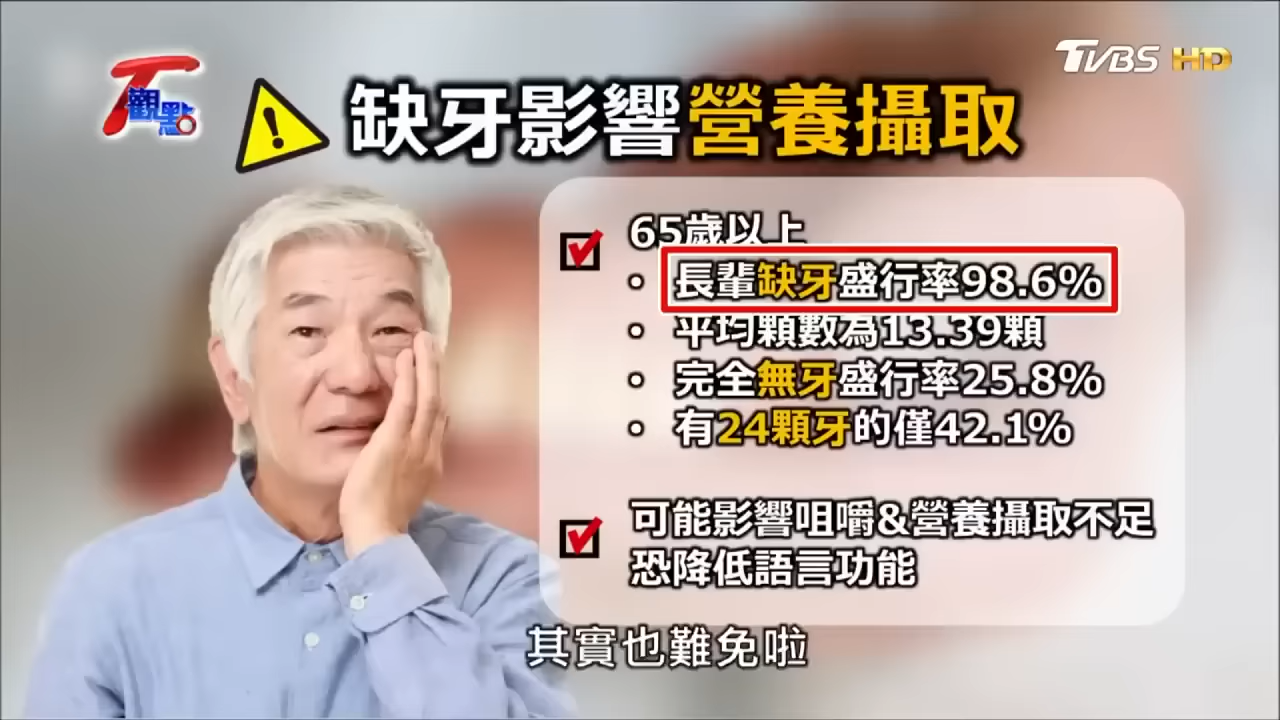 T觀點
TVBS HD
缺牙影響營養攝取
65歲以上
• 長輩缺牙盛行率98.6%
• 平均顆數為13.39顆
• 完全無牙盛行率25.8%
• 有24顆牙的僅42.1%
可能影響咀嚼&營養攝取不足
恐降低語言功能
其實也難免啦